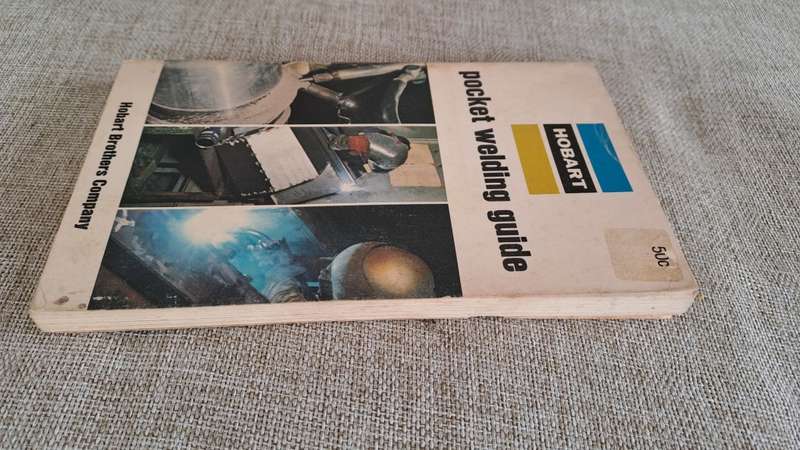 HOBART
50¢
pocket welding guide
Hobart Brothers Company